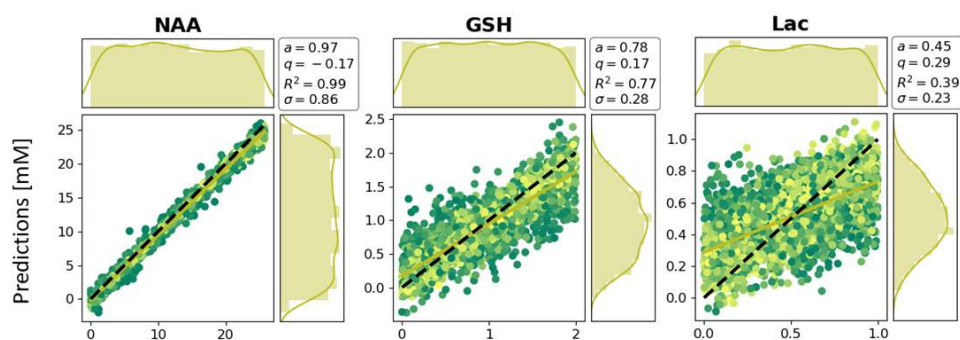 NAA
GSH
Lac
a = 0.97
q = − 0.17
R² = 0.99
σ = 0.86
a = 0.78
q = 0.17
R² = 0.77
σ = 0.28
a = 0.45
q = 0.29
R² = 0.39
σ = 0.23
Predictions [mM]
25
20
15
10
5
0
0
10
20
2.5
2.0
1.5
1.0
0.5
0.0
0
1
2
1.0
0.8
0.6
0.4
0.2
0.0
0.0
0.5
1.0